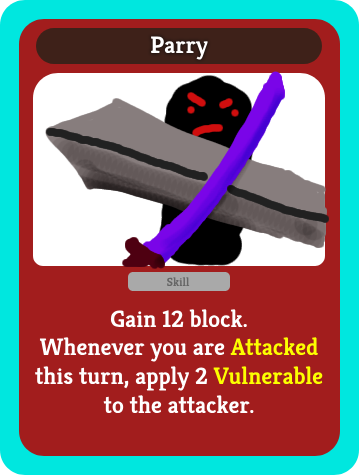 Parry
Skill
Gain 12 block.
Whenever you are Attacked
this turn, apply 2 Vulnerable
to the attacker.